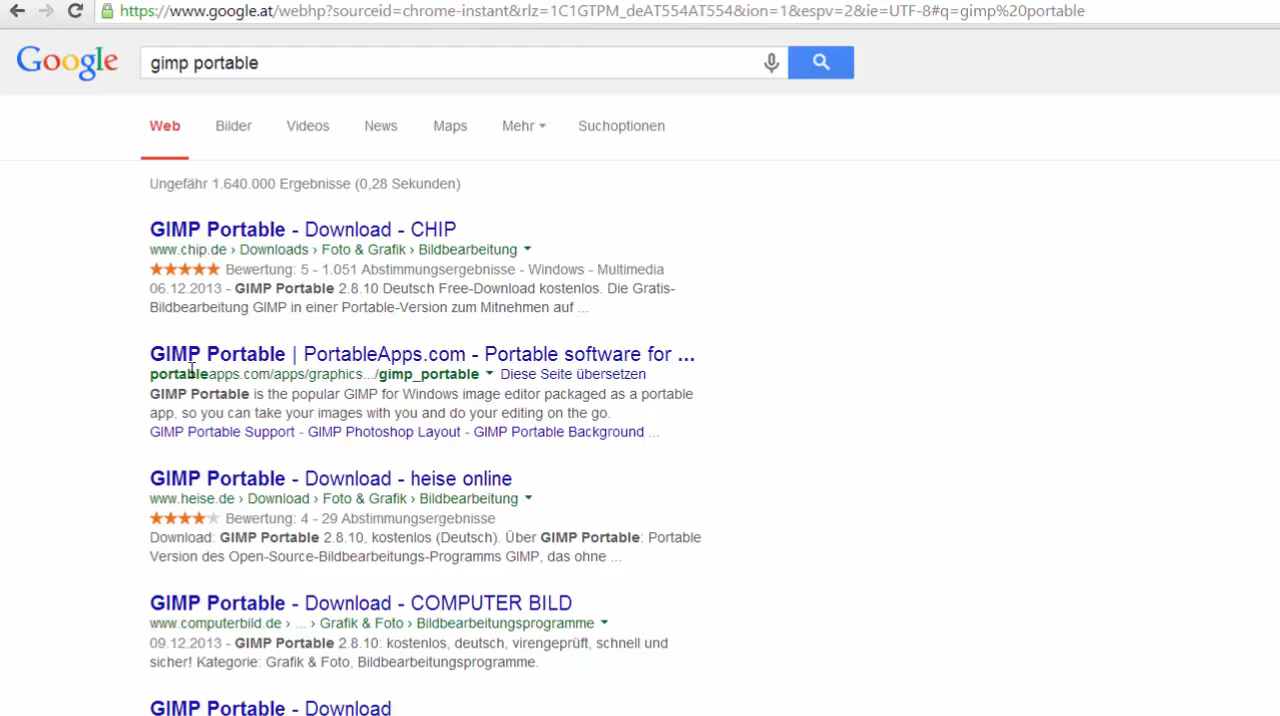 https://www.google.at/webhp?sourceid=chrome-instant&rlz=1C1GTPM_deAT554AT554&ion=1&espv=2&ie=UTF-8#q=gimp%20portable
Google gimp portable
Web Bilder Videos News Maps Mehr Suchoptionen
Ungefähr 1.640.000 Ergebnisse (0,28 Sekunden)
GIMP Portable - Download - CHIP
www.chip.de › Downloads › Foto & Grafik › Bildbearbeitung
Bewertung: 5 - 1.051 Abstimmungsergebnisse - Windows - Multimedia
06.12.2013 - GIMP Portable 2.8.10 Deutsch Free-Download kostenlos. Die Gratis-
Bildbearbeitung GIMP in einer Portable-Version zum Mitnehmen auf ...
GIMP Portable | PortableApps.com - Portable software for ...
portableapps.com/apps/graphics.../gimp_portable Diese Seite übersetzen
GIMP Portable is the popular GIMP for Windows image editor packaged as a portable
app, so you can take your images with you and do your editing on the go.
GIMP Portable Support - GIMP Photoshop Layout - GIMP Portable Background ...
GIMP Portable - Download - heise online
www.heise.de › Download › Foto & Grafik › Bildbearbeitung
Bewertung: 4 - 29 Abstimmungsergebnisse
Download: GIMP Portable 2.8.10, kostenlos (Deutsch). Über GIMP Portable: Portable
Version des Open-Source-Bildbearbeitungs-Programms GIMP, das ohne ...
GIMP Portable - Download - COMPUTER BILD
www.computerbild.de › ... › Grafik & Foto › Bildbearbeitungsprogramme
09.12.2013 - GIMP Portable 2.8.10: kostenlos, deutsch, virengeprüft, schnell und
sicher! Kategorie: Grafik & Foto, Bildbearbeitungsprogramme.
GIMP Portable - Download